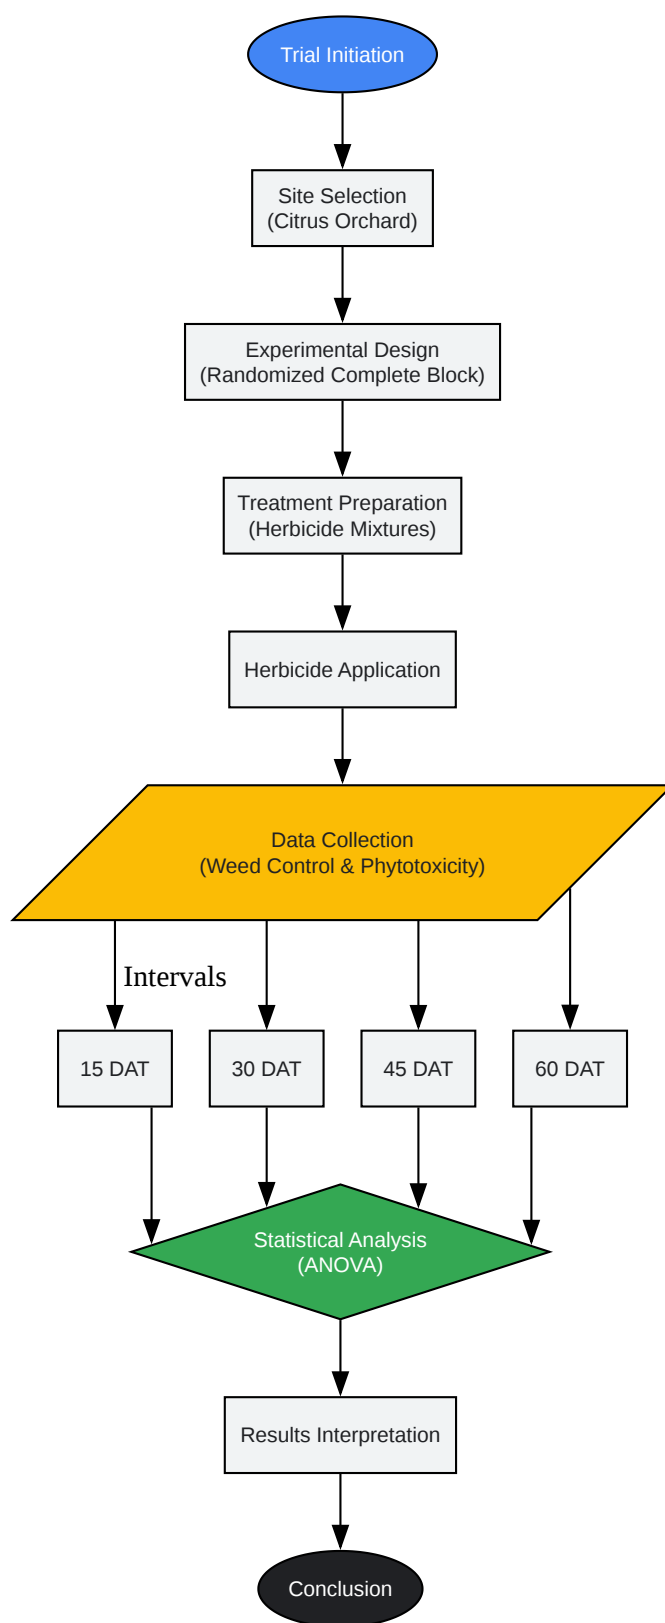 Trial Initiation
Site Selection
(Citrus Orchard)
Experimental Design
(Randomized Complete Block)
Treatment Preparation
(Herbicide Mixtures)
Herbicide Application
Data Collection
(Weed Control & Phytotoxicity)
Intervals
15 DAT
30 DAT
45 DAT
60 DAT
Statistical Analysis
(ANOVA)
Results Interpretation
Conclusion